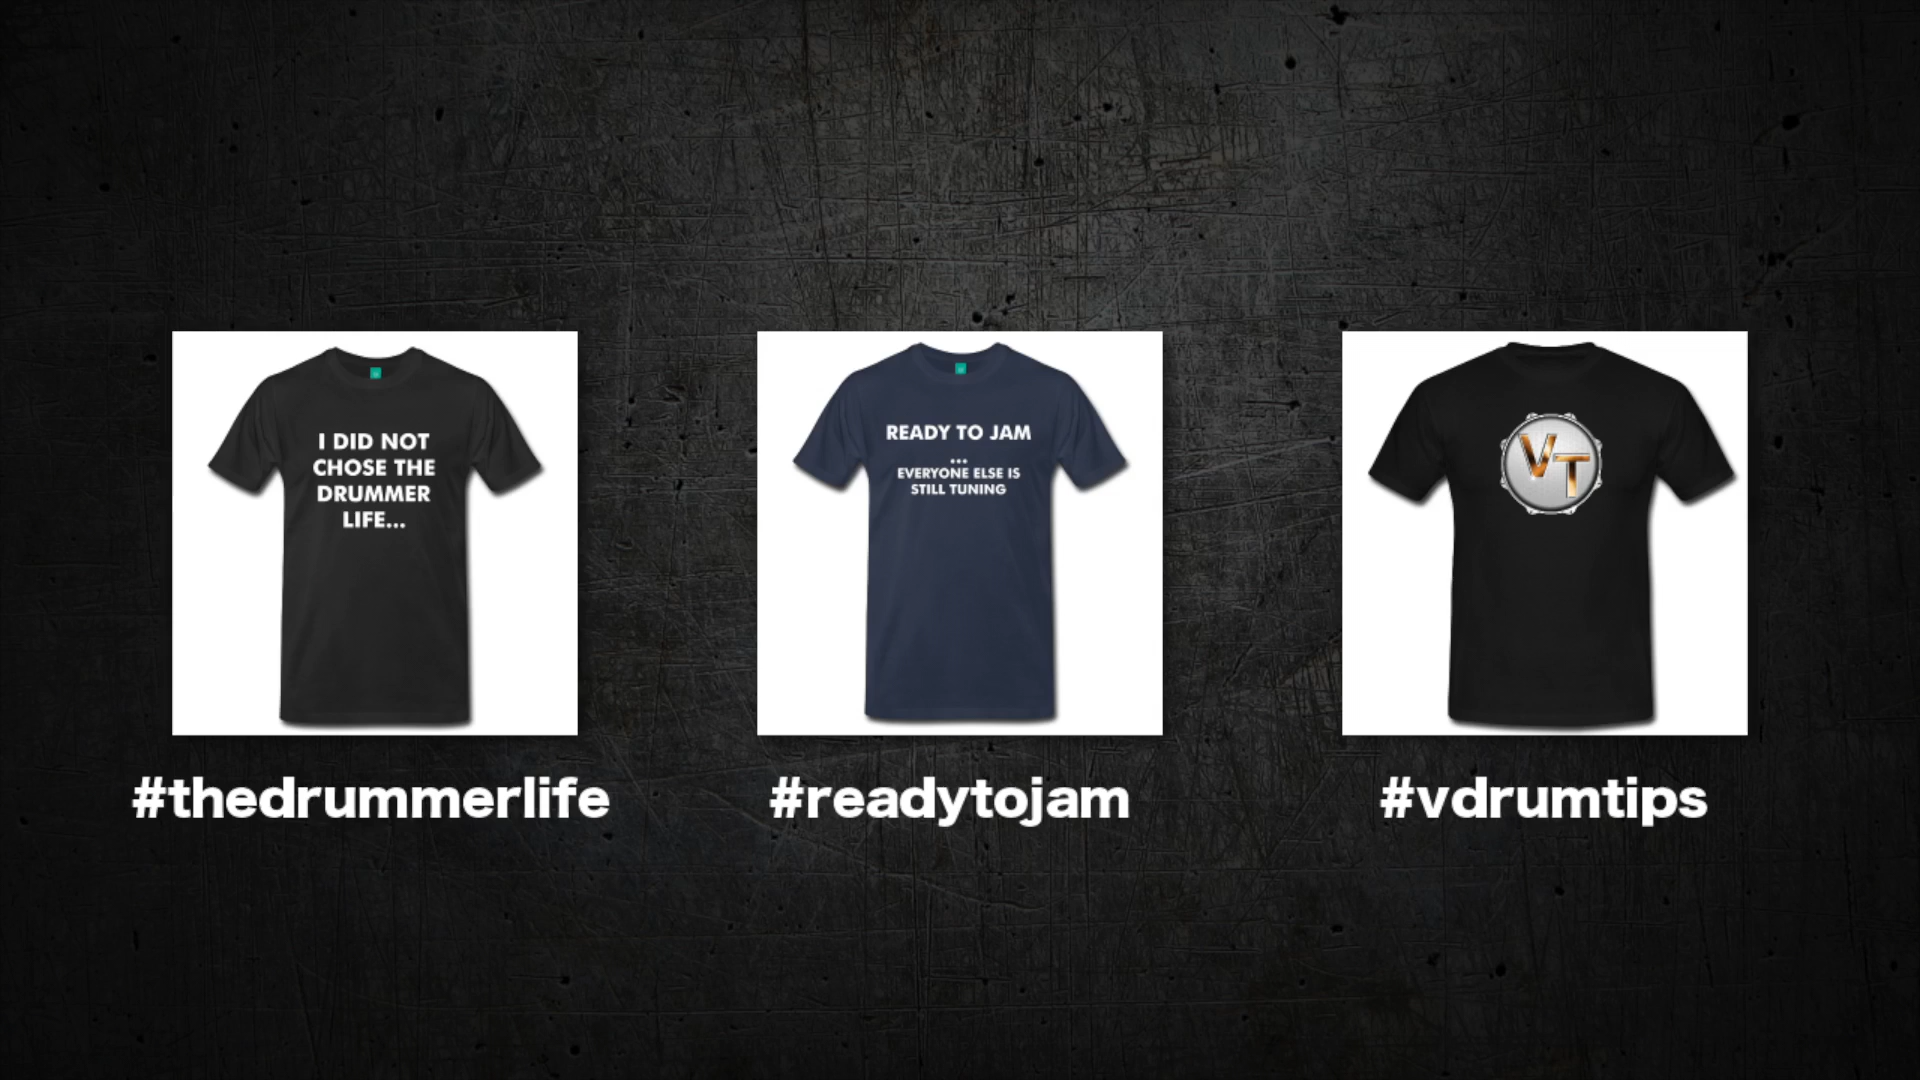 I DID NOT
CHOSE THE
DRUMMER
LIFE...
READY TO JAM
...
EVERYONE ELSE IS
STILL TUNING
VT
#thedrummerlife
#readytojam
#vdrumtips